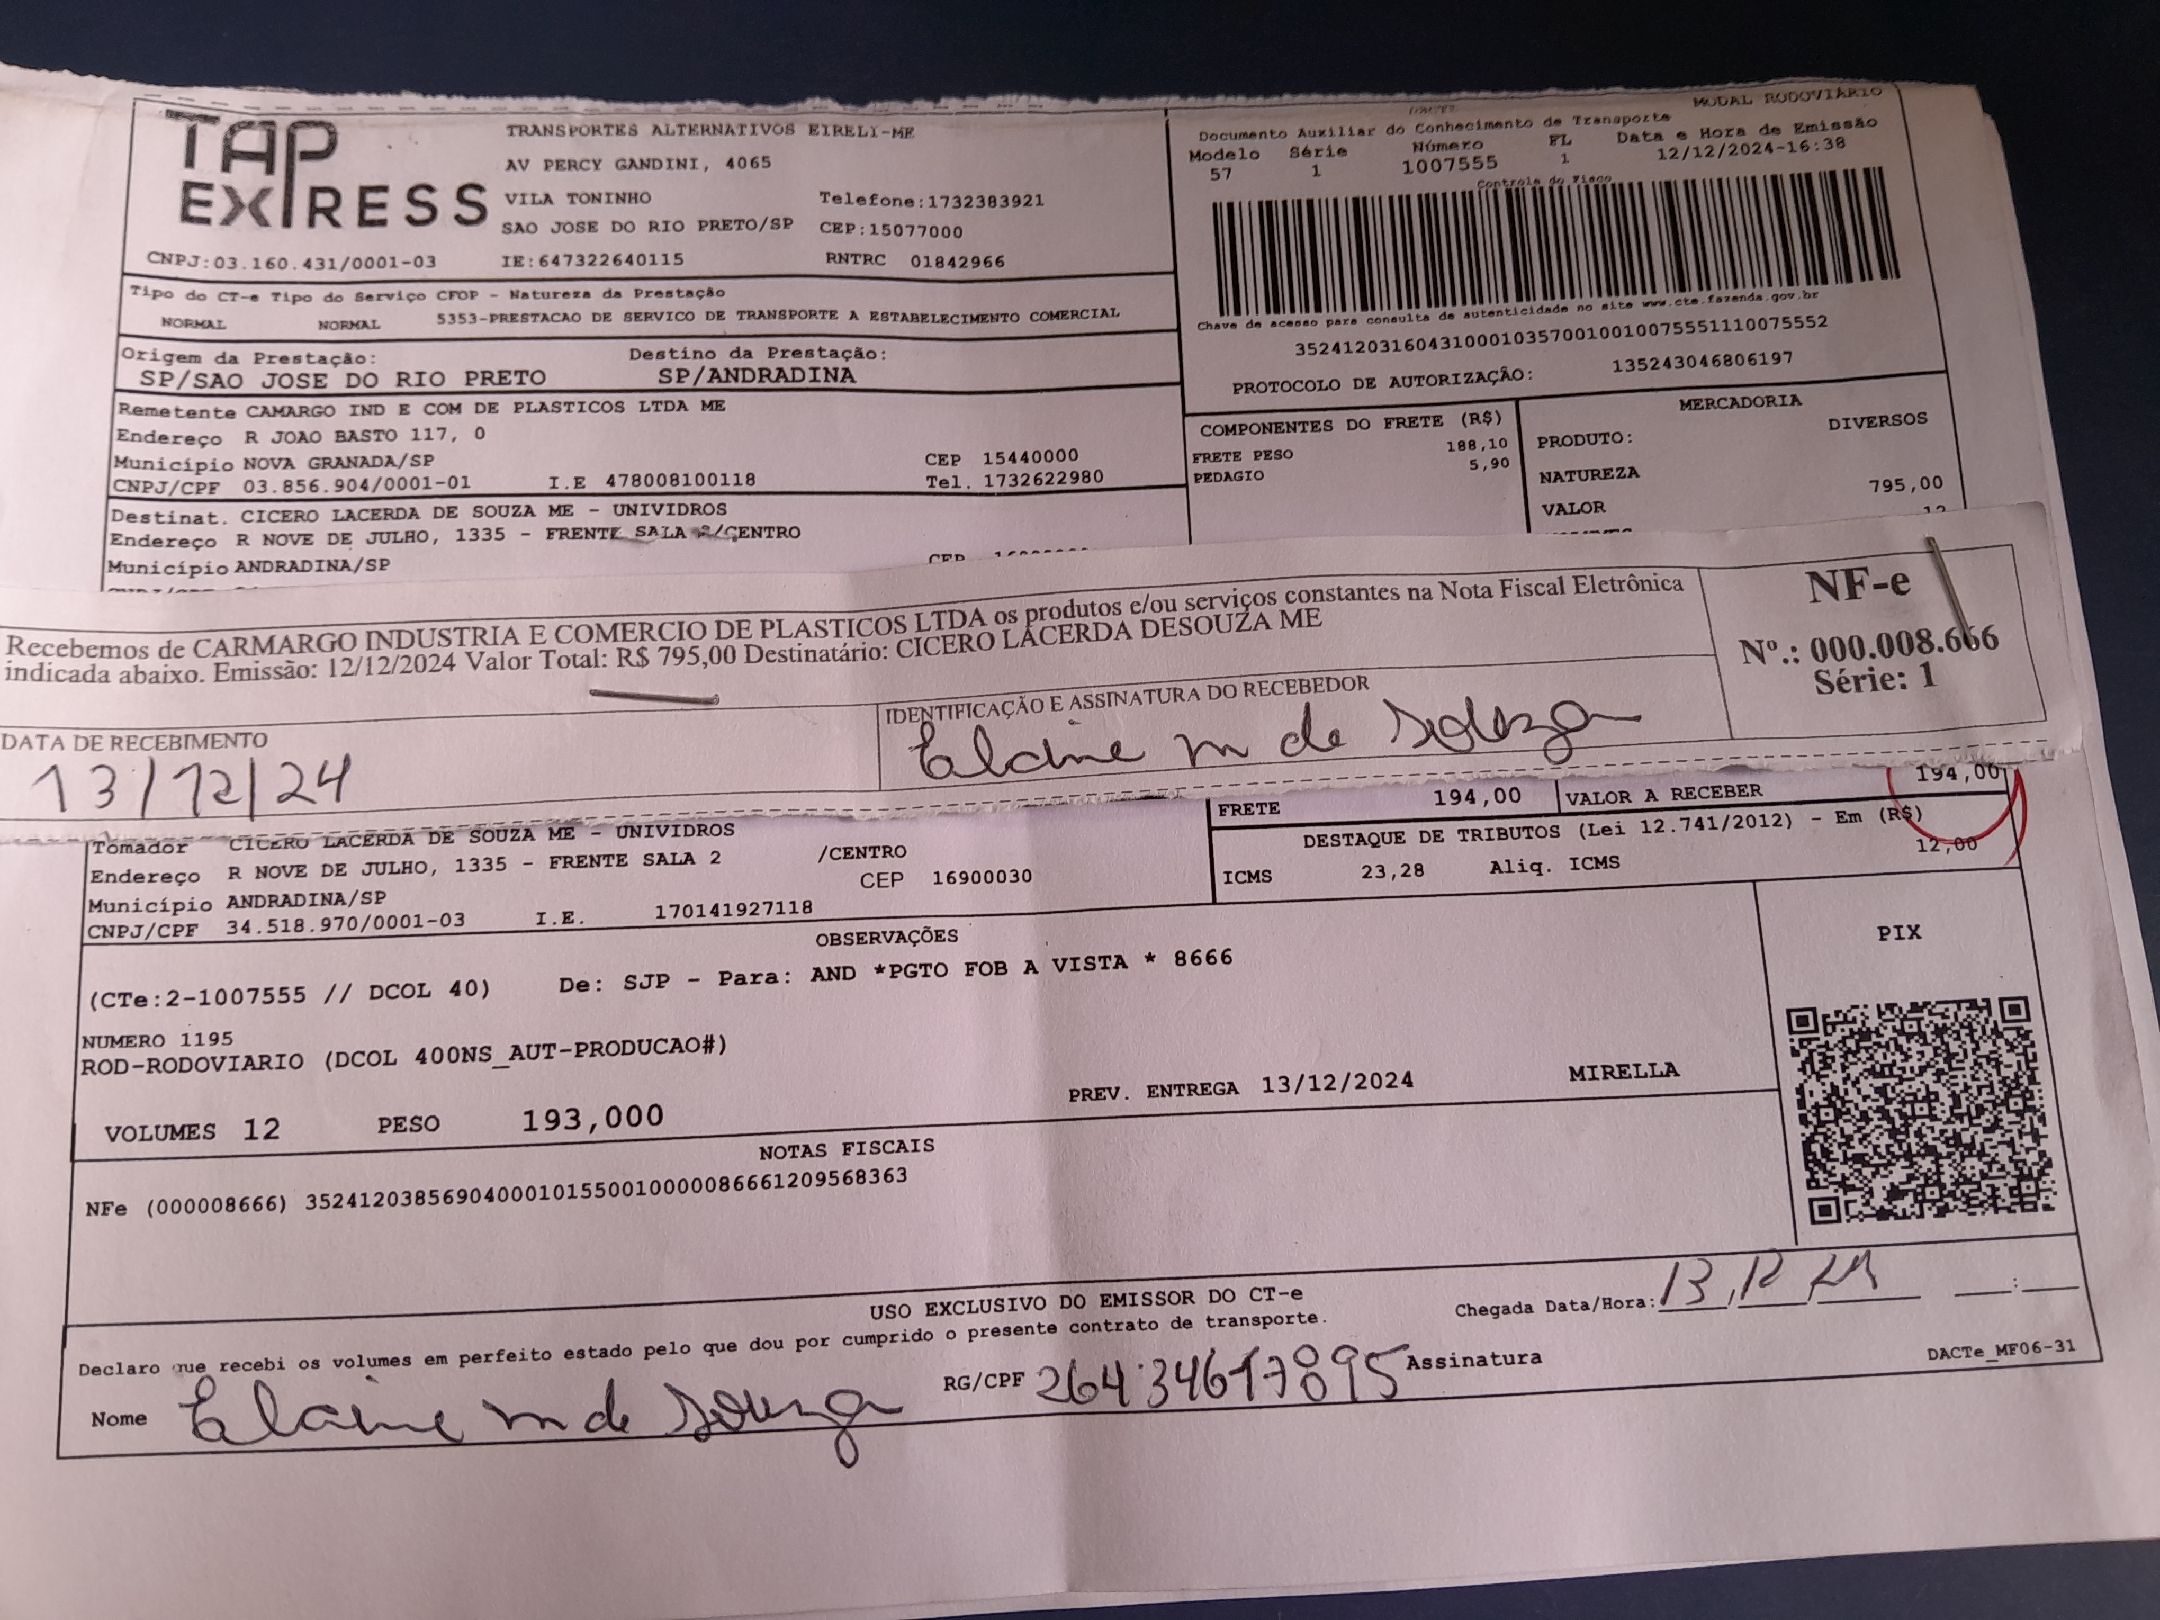 TAP
EXPRESS
TRANSPORTES ALTERNATIVOS EIRELI-ME
AV PERCY GANDINI, 4065
VILA TONINHO Telefone:1732383921
SAO JOSE DO RIO PRETO/SP CEP:15077000
CNPJ:03.160.431/0001-03 IE:647322640115 RNTRC 01842966
MODAL RODOVIÁRIO
Documento Auxiliar do Conhecimento de Transporte
Modelo Série Número FL Data e Hora de Emissão
57 1 1007555 1 12/12/2024-16:38
Controle do Fisco
Chave de acesso para consulta de autenticidade no site www.cte.fazenda.gov.br
35241203160431000103570010010075551110075552
PROTOCOLO DE AUTORIZAÇÃO: 135243046806197
Tipo do CT-e Tipo do Serviço CFOP - Natureza da Prestação
NORMAL NORMAL 5353-PRESTACAO DE SERVICO DE TRANSPORTE A ESTABELECIMENTO COMERCIAL
Origem da Prestação: Destino da Prestação:
SP/SAO JOSE DO RIO PRETO SP/ANDRADINA
Remetente CAMARGO IND E COM DE PLASTICOS LTDA ME
Endereço R JOAO BASTO 117, 0
Município NOVA GRANADA/SP CEP 15440000
CNPJ/CPF 03.856.904/0001-01 I.E 478008100118 Tel. 1732622980
COMPONENTES DO FRETE (R$)
FRETE PESO 188,10
PEDAGIO 5,90
MERCADORIA
PRODUTO: DIVERSOS
NATUREZA
VALOR 795,00
12
Destinat. CICERO LACERDA DE SOUZA ME - UNIVIDROS
Endereço R NOVE DE JULHO, 1335 - FRENTE SALA 2/CENTRO
Município ANDRADINA/SP CEP
Recebemos de CARMARGO INDUSTRIA E COMERCIO DE PLASTICOS LTDA os produtos e/ou serviços constantes na Nota Fiscal Eletrônica
indicada abaixo. Emissão: 12/12/2024 Valor Total: R$ 795,00 Destinatário: CICERO LACERDA DESOUZA ME
NF-e
Nº.: 000.008.666
Série: 1
DATA DE RECEBIMENTO
13/12/24
IDENTIFICAÇÃO E ASSINATURA DO RECEBEDOR
Elaine m de Souza
FRETE 194,00 VALOR A RECEBER 194,00
DESTAQUE DE TRIBUTOS (Lei 12.741/2012) - Em (R$)
ICMS 23,28 Aliq. ICMS 12,00
Tomador CICERO LACERDA DE SOUZA ME - UNIVIDROS
Endereço R NOVE DE JULHO, 1335 - FRENTE SALA 2 /CENTRO
Município ANDRADINA/SP CEP 16900030
CNPJ/CPF 34.518.970/0001-03 I.E. 170141927118
OBSERVAÇÕES
(CTe:2-1007555 // DCOL 40) De: SJP - Para: AND *PGTO FOB A VISTA * 8666
NUMERO 1195
ROD-RODOVIARIO (DCOL 400NS_AUT-PRODUCAO#)
PREV. ENTREGA 13/12/2024 MIRELLA
VOLUMES 12 PESO 193,000
PIX
NOTAS FISCAIS
NFe (000008666) 35241203856904000101550010000086661209568363
USO EXCLUSIVO DO EMISSOR DO CT-e
Declaro que recebi os volumes em perfeito estado pelo que dou por cumprido o presente contrato de transporte.
Chegada Data/Hora: 13,12 24 :
Nome Elaine m de Souza RG/CPF 26434617895 Assinatura
DACTe_MF06-31